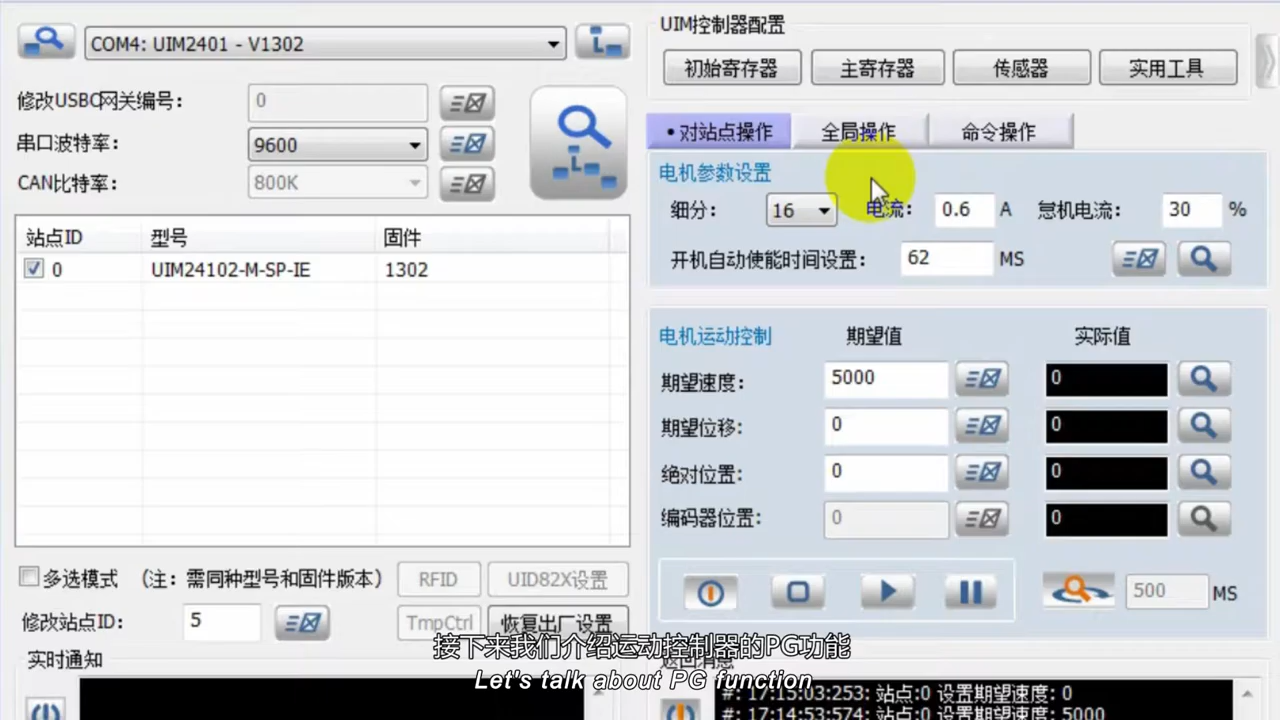 COM4: UIM2401 - V1302
修改USBC网关编号： 0
串口波特率： 9600
CAN比特率： 800K
站点ID 型号 固件
0 UIM24102-M-SP-IE 1302
多选模式 （注：需同种型号和固件版本） RFID UID82X设置
修改站点ID： 5 TmpCtrl 恢复出厂设置
实时通知
UIM控制器配置
初始寄存器 主寄存器 传感器 实用工具
•对站点操作 全局操作 命令操作
电机参数设置
细分： 16 电流： 0.6 A 怠机电流： 30 %
开机自动使能时间设置： 62 MS
电机运动控制 期望值 实际值
期望速度： 5000 0
期望位移： 0 0
绝对位置： 0 0
编码器位置： 0 0
500 MS
返回消息
#: 17:15:03:253: 站点:0 设置期望速度: 0
#: 17:14:53:574: 站点:0 设置期望速度: 5000
接下来我们介绍运动控制器的PG功能
Let's talk about PG function